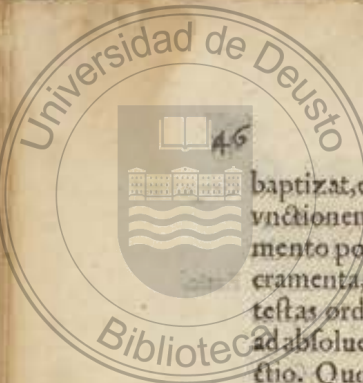 Universidad de Deusto
46
baptizat,
vnctionem
mento po
cramenta,
testas ord
ad absolue
ctio. Quo
Biblioteca